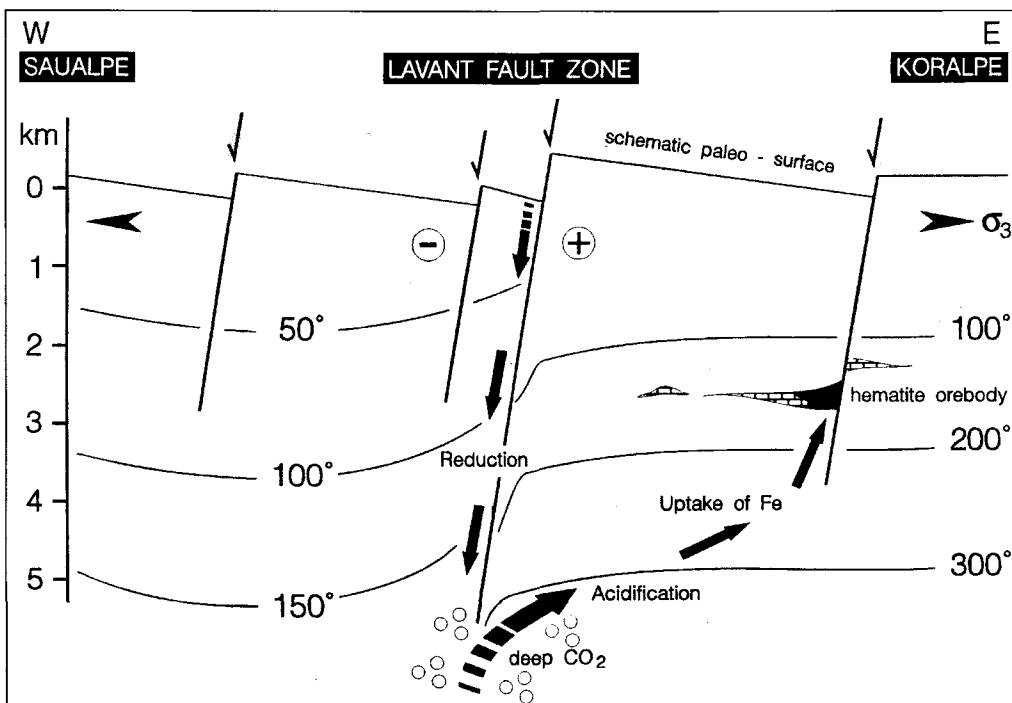 W
E
SAUALPE
LAVANT FAULT ZONE
KORALPE
km
schematic paleo - surface
0
σ3
−
+
1
50°
100°
2
hematite orebody
3
200°
100°
Reduction
4
Uptake of Fe
300°
5
150°
Acidification
deep CO2